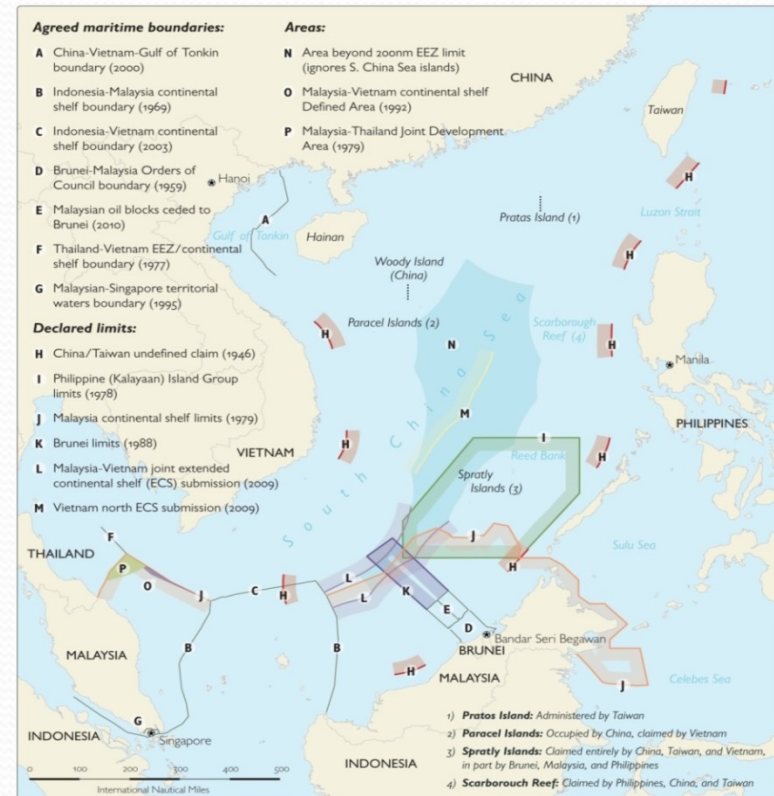 Agreed maritime boundaries:
A China-Vietnam-Gulf of Tonkin
boundary (2000)
B Indonesia-Malaysia continental
shelf boundary (1969)
C Indonesia-Vietnam continental
shelf boundary (2003)
D Brunei-Malaysia Orders of
Council boundary (1959)
E Malaysian oil blocks ceded to
Brunei (2010)
F Thailand-Vietnam EEZ/continental
shelf boundary (1977)
G Malaysian-Singapore territorial
waters boundary (1995)
Declared limits:
H China/Taiwan undefined claim (1946)
I Philippine (Kalayaan) Island Group
limits (1978)
J Malaysia continental shelf limits (1979)
K Brunei limits (1988)
L Malaysia-Vietnam joint extended
continental shelf (ECS) submission (2009)
M Vietnam north ECS submission (2009)
Areas:
N Area beyond 200nm EEZ limit
(ignores S. China Sea islands)
O Malaysia-Vietnam continental shelf
Defined Area (1992)
P Malaysia-Thailand Joint Development
Area (1979)
CHINA
Taiwan
Hanoi
H
A
Luzon Strait
Pratas Island (1)
Gulf of Tonkin
Hainan
H
Woody Island
(China)
Paracel Islands (2)
Scarborough
Reef (4)
H
N
H
Manila
South China Sea
M
PHILIPPINES
I
VIETNAM
H
Reed Bank
H
Spratly
Islands (3)
F
J
Sulu Sea
THAILAND
P
O
H
L
J
C
H
L
K
E
D
Bandar Seri Begawan
B
B
BRUNEI
MALAYSIA
H
MALAYSIA
J
Celebes Sea
G
INDONESIA
Singapore
INDONESIA
0 100 200 300 400 500
International Nautical Miles
1) Pratos Island: Administered by Taiwan
2) Paracel Islands: Occupied by China, claimed by Vietnam
3) Spratly Islands: Claimed entirely by China, Taiwan, and Vietnam,
in part by Brunei, Malaysia, and Philippines
4) Scarborouch Reef: Claimed by Philippines, China, and Taiwan